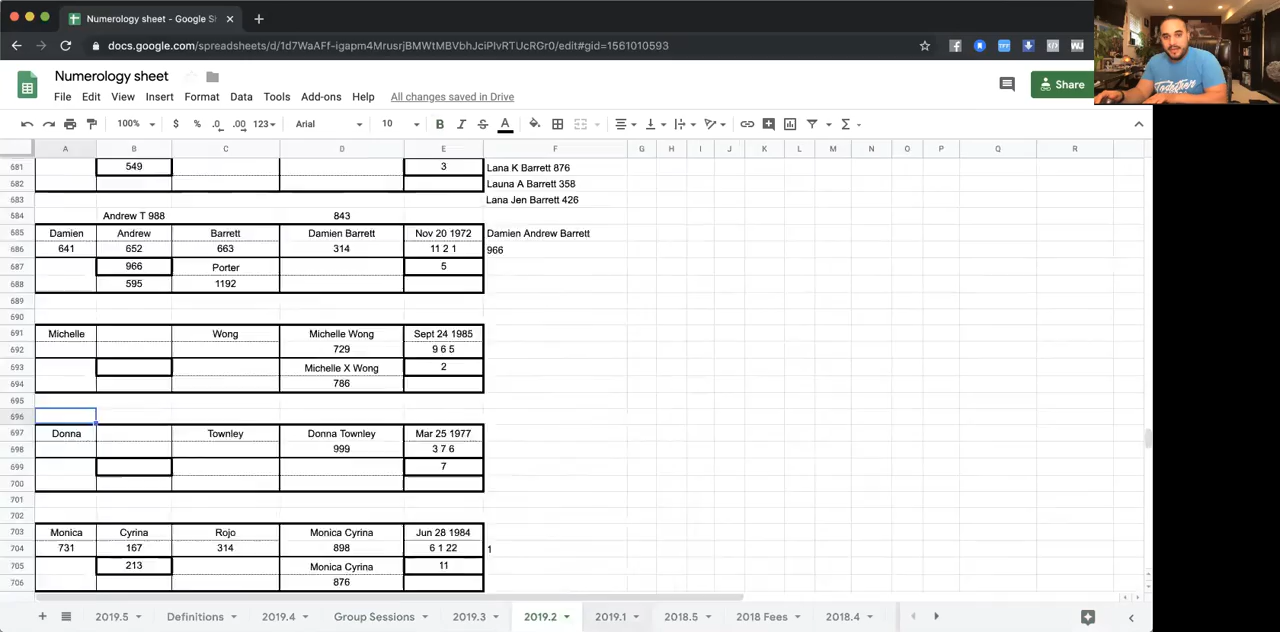 Numerology sheet - Google Sh
docs.google.com/spreadsheets/d/1d7WaAFf-igapm4MrusrjBMWtMBVbhJciPIvRTUcRGr0/edit#gid=1561010593
Numerology sheet
Share
File Edit View Insert Format Data Tools Add-ons Help All changes saved in Drive
100% $ % .0 .00 123 Arial 10 B I S A
A B C D E F G H I J K L M N O P Q R
681 549 3 Lana K Barrett 876
682 Launa A Barrett 358
683 Lana Jen Barrett 426
684 Andrew T 988 843
685 Damien Andrew Barrett Damien Barrett Nov 20 1972 Damien Andrew Barrett
686 641 652 663 314 11 2 1 966
687 966 Porter 5
688 595 1192
689
690
691 Michelle Wong Michelle Wong Sept 24 1985
692 729 9 6 5
693 Michelle X Wong 2
694 786
695
696
697 Donna Townley Donna Townley Mar 25 1977
698 999 3 7 6
699 7
700
701
702
703 Monica Cyrina Rojo Monica Cyrina Jun 28 1984
704 731 167 314 898 6 1 22 1
705 213 Monica Cyrina 11
706 876
2019.5 Definitions 2019.4 Group Sessions 2019.3 2019.2 2019.1 2018.5 2018 Fees 2018.4